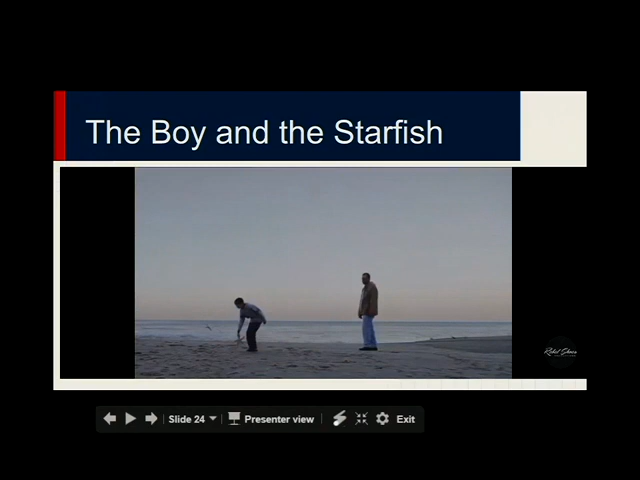 The Boy and the Starfish
Slide 24
Presenter view
Exit